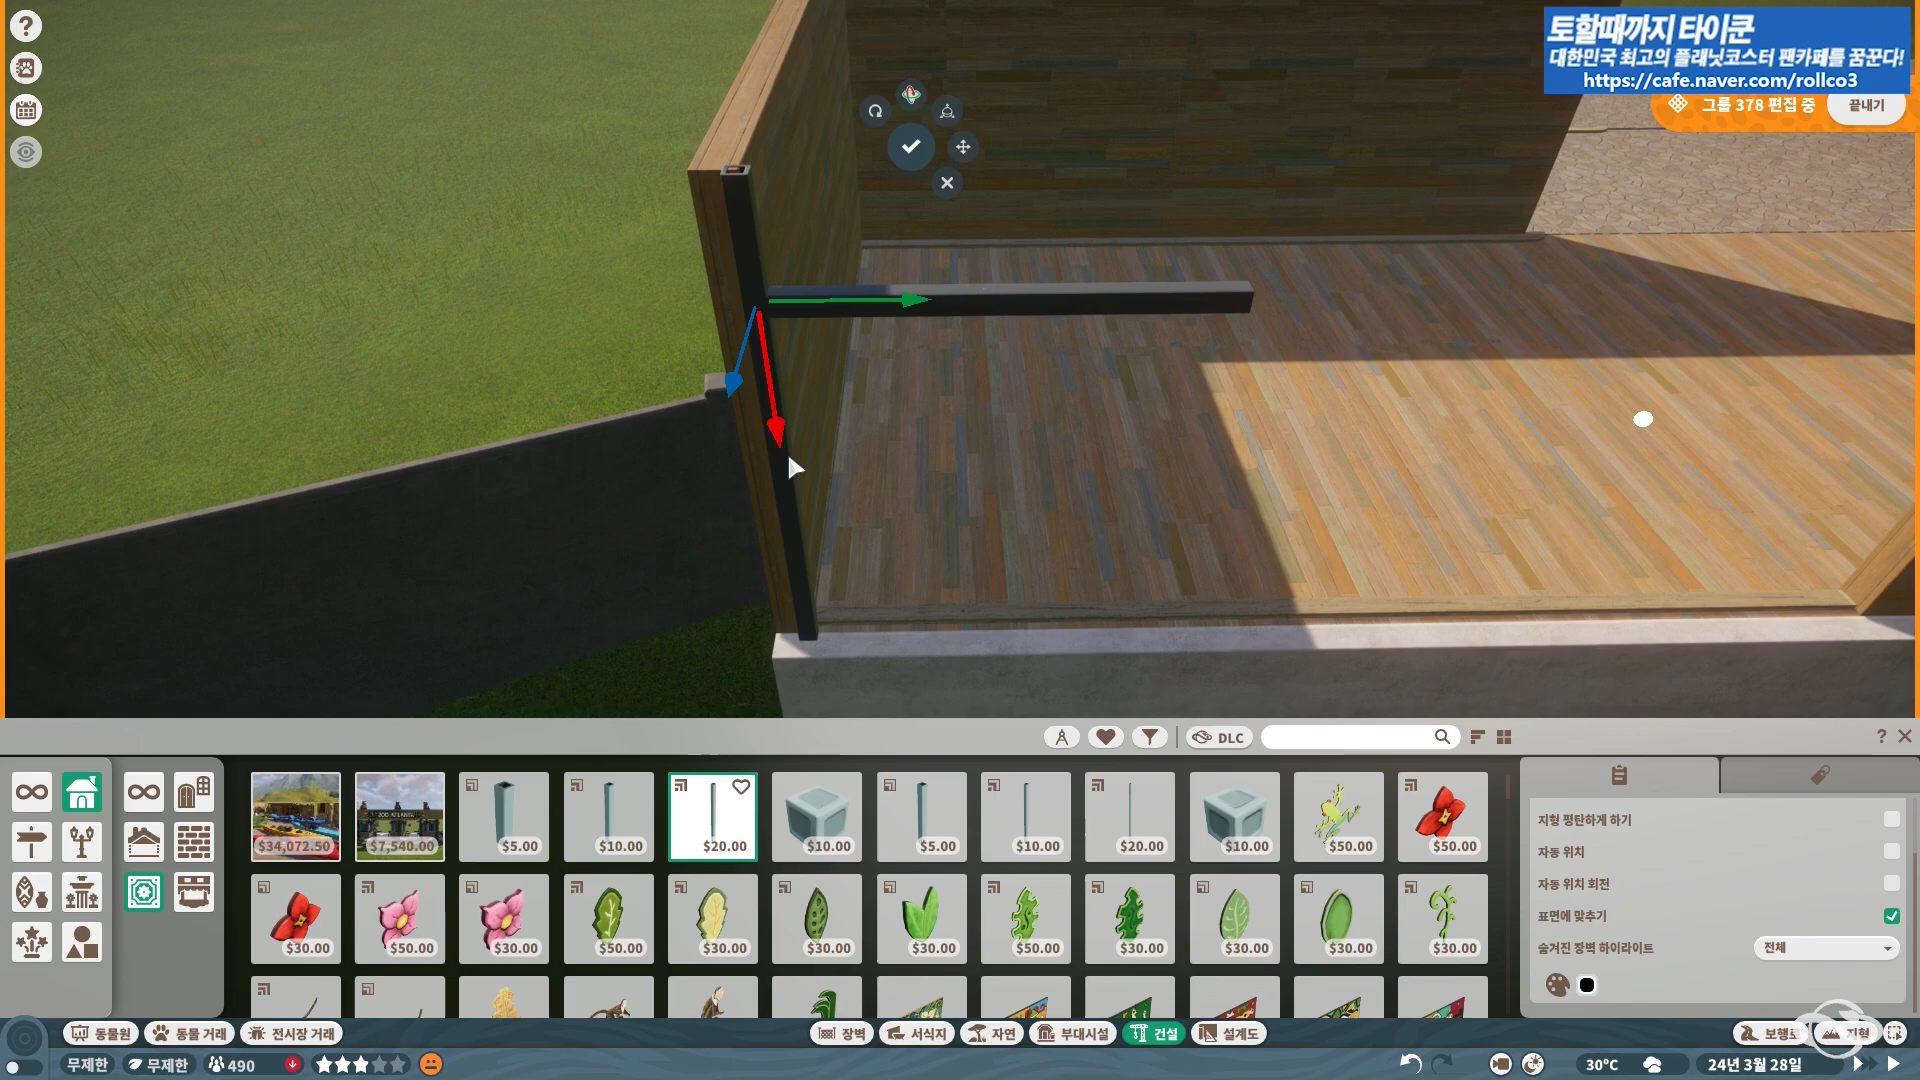 토할때까지 타이쿤
대한민국 최고의 플래닛코스터 팬카페를 꿈꾼다!
https://cafe.naver.com/rollco3
그룹 378 편집 중
끝내기
DLC
$34,072.50
$7,540.00
ZOO ATLANTA
$5.00
$10.00
$20.00
$10.00
$5.00
$10.00
$20.00
$10.00
$50.00
$50.00
$30.00
$50.00
$30.00
$50.00
$30.00
$30.00
$30.00
$50.00
$30.00
$30.00
$30.00
$30.00
지형 평탄하게 하기
자동 위치
자동 위치 회전
표면에 맞추기
숨겨진 장벽 하이라이트
전체
동물원
동물 거래
전시장 거래
장벽
서식지
자연
부대시설
건설
설계도
보행로
지형
무제한
무제한
490
30°C
24년 3월 28일